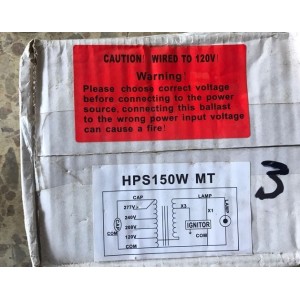 CAUTION! WIRED TO 120V!
Warning!
Please choose correct voltage
before connecting to the power
source, connecting this ballast
to the wrong power input voltage
can cause a fire!
HPS150W MT
CAP LAMP
277V X3 X1 LAMP
240V
208V IGNITOR
120V COM
COM
CAP
3